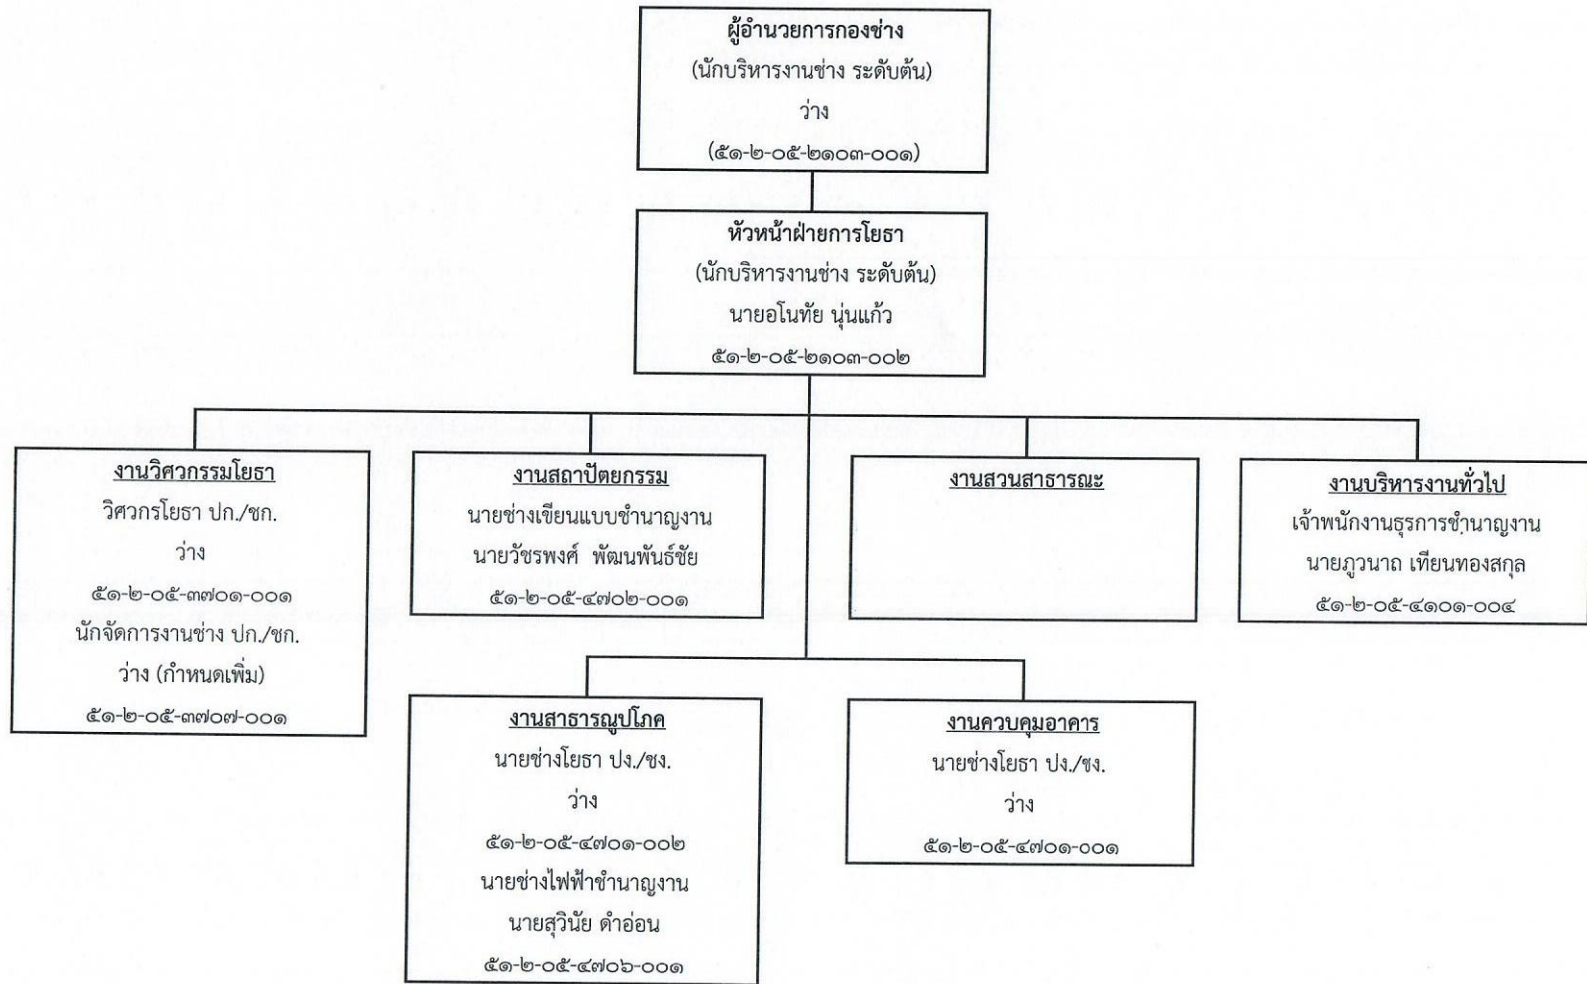 ผู้อำนวยการกองช่าง
(นักบริหารงานช่าง ระดับต้น)
ว่าง
(๕๑-๒-๐๕-๒๑๐๓-๐๐๑)
หัวหน้าฝ่ายการโยธา
(นักบริหารงานช่าง ระดับต้น)
นายอโนทัย นุ่นแก้ว
๕๑-๒-๐๕-๒๑๐๓-๐๐๒
งานวิศวกรรมโยธา
วิศวกรโยธา ปก./ชก.
ว่าง
๕๑-๒-๐๕-๓๗๐๑-๐๐๑
นักจัดการงานช่าง ปก./ชก.
ว่าง (กำหนดเพิ่ม)
๕๑-๒-๐๕-๓๗๐๗-๐๐๑
งานสถาปัตยกรรม
นายช่างเขียนแบบชำนาญงาน
นายวัชรพงศ์ พัฒนพันธ์ชัย
๕๑-๒-๐๕-๔๗๐๒-๐๐๑
งานสวนสาธารณะ
งานบริหารงานทั่วไป
เจ้าพนักงานธุรการชำนาญงาน
นายภูวนาถ เทียนทองสกุล
๕๑-๒-๐๕-๔๑๐๑-๐๐๔
งานสาธารณูปโภค
นายช่างโยธา ปง./ชง.
ว่าง
๕๑-๒-๐๕-๔๗๐๑-๐๐๒
นายช่างไฟฟ้าชำนาญงาน
นายสุวินัย ดำอ่อน
๕๑-๒-๐๕-๔๗๐๖-๐๐๑
งานควบคุมอาคาร
นายช่างโยธา ปง./ชง.
ว่าง
๕๑-๒-๐๕-๔๗๐๑-๐๐๑